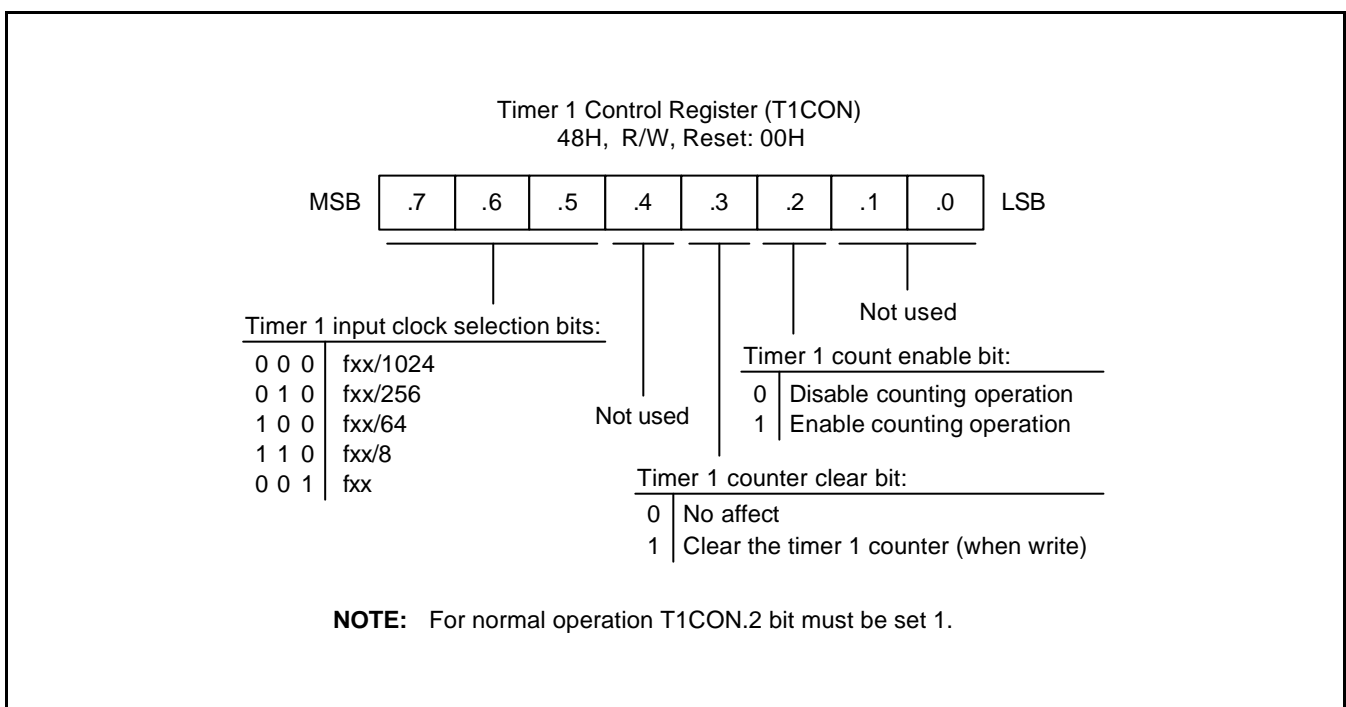 Timer 1 Control Register (T1CON)
48H, R/W, Reset: 00H
MSB .7 .6 .5 .4 .3 .2 .1 .0 LSB
Not used
Timer 1 input clock selection bits:
0 0 0 fxx/1024
0 1 0 fxx/256
1 0 0 fxx/64
1 1 0 fxx/8
0 0 1 fxx
Not used
Timer 1 count enable bit:
0 Disable counting operation
1 Enable counting operation
Timer 1 counter clear bit:
0 No affect
1 Clear the timer 1 counter (when write)
NOTE: For normal operation T1CON.2 bit must be set 1.